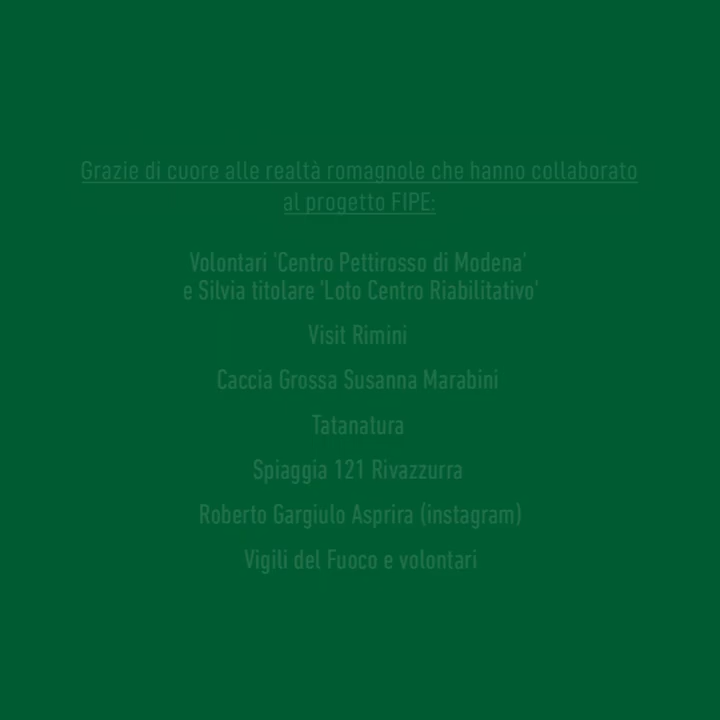 Grazie di cuore alle realtà romagnole che hanno collaborato
al progetto FIPE:
Volontari 'Centro Pettirosso di Modena'
e Silvia titolare 'Loto Centro Riabilitativo'
Visit Rimini
Caccia Grossa Susanna Marabini
Tatanatura
Spiaggia 121 Rivazzurra
Roberto Gargiulo Asprira (instagram)
Vigili del Fuoco e volontari